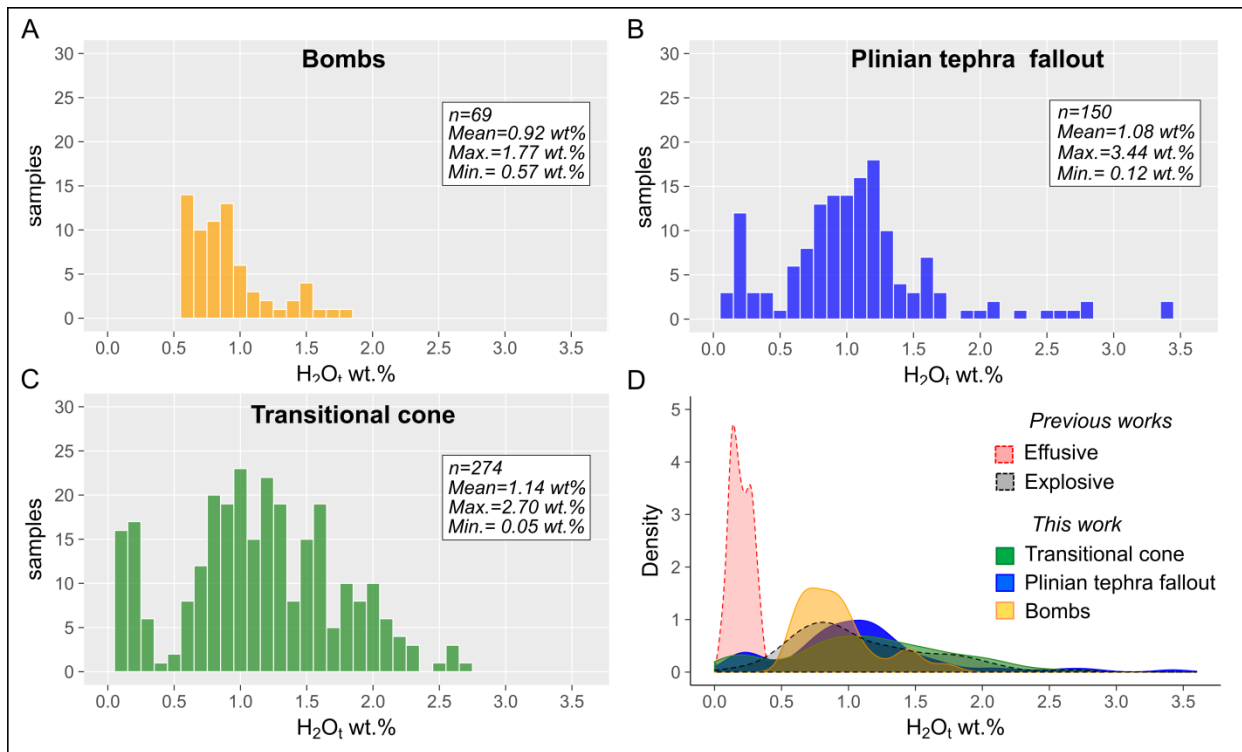 A
Bombs
30
25
20
15
10
5
0
samples
n=69
Mean=0.92 wt%
Max.=1.77 wt.%
Min.= 0.57 wt.%
0.0 0.5 1.0 1.5 2.0 2.5 3.0 3.5
H₂Oₜ wt.%
B
Plinian tephra fallout
30
25
20
15
10
5
0
samples
n=150
Mean=1.08 wt%
Max.=3.44 wt.%
Min.= 0.12 wt.%
0.0 0.5 1.0 1.5 2.0 2.5 3.0 3.5
H₂Oₜ wt.%
C
Transitional cone
30
25
20
15
10
5
0
samples
n=274
Mean=1.14 wt%
Max.=2.70 wt.%
Min.= 0.05 wt.%
0.0 0.5 1.0 1.5 2.0 2.5 3.0 3.5
H₂Oₜ wt.%
D
5
4
3
2
1
0
Density
Previous works
Effusive
Explosive
This work
Transitional cone
Plinian tephra fallout
Bombs
0.0 0.5 1.0 1.5 2.0 2.5 3.0 3.5
H₂Oₜ wt.%